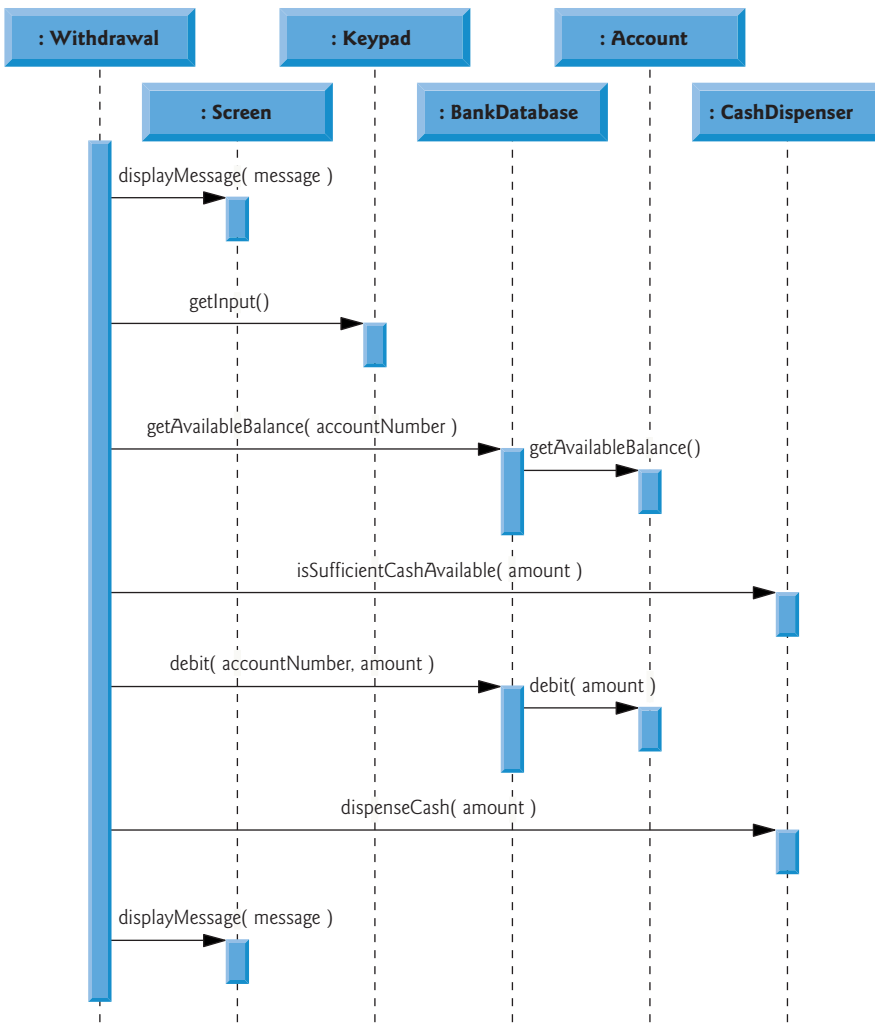 : Withdrawal
: Keypad
: Account
: Screen
: BankDatabase
: CashDispenser
displayMessage( message )
getInput()
getAvailableBalance( accountNumber )
getAvailableBalance()
isSufficientCashAvailable( amount )
debit( accountNumber, amount )
debit( amount )
dispenseCash( amount )
displayMessage( message )